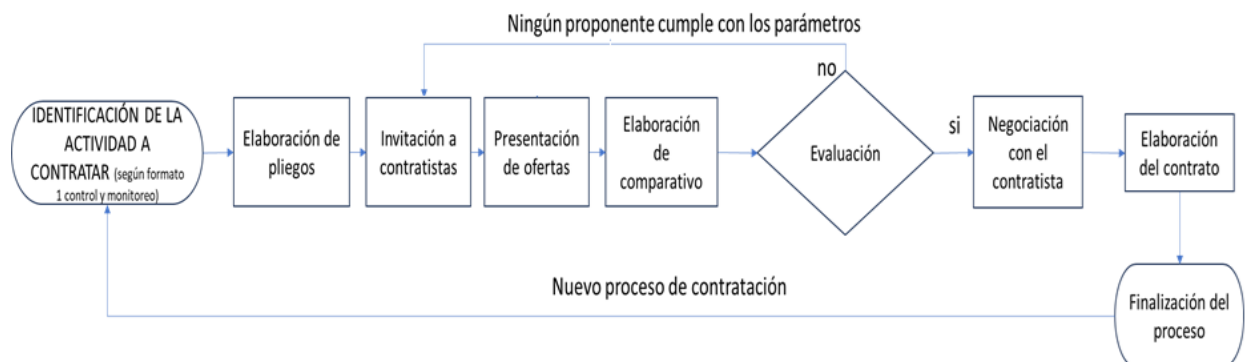 Ningún proponente cumple con los parámetros
no
IDENTIFICACIÓN DE LA
ACTIVIDAD A
CONTRATAR (según formato
1 control y monitoreo)
Elaboración de
pliegos
Invitación a
contratistas
Presentación
de ofertas
Elaboración
de
comparativo
Evaluación
si
Negociación
con el
contratista
Elaboración
del contrato
Nuevo proceso de contratación
Finalización del
proceso